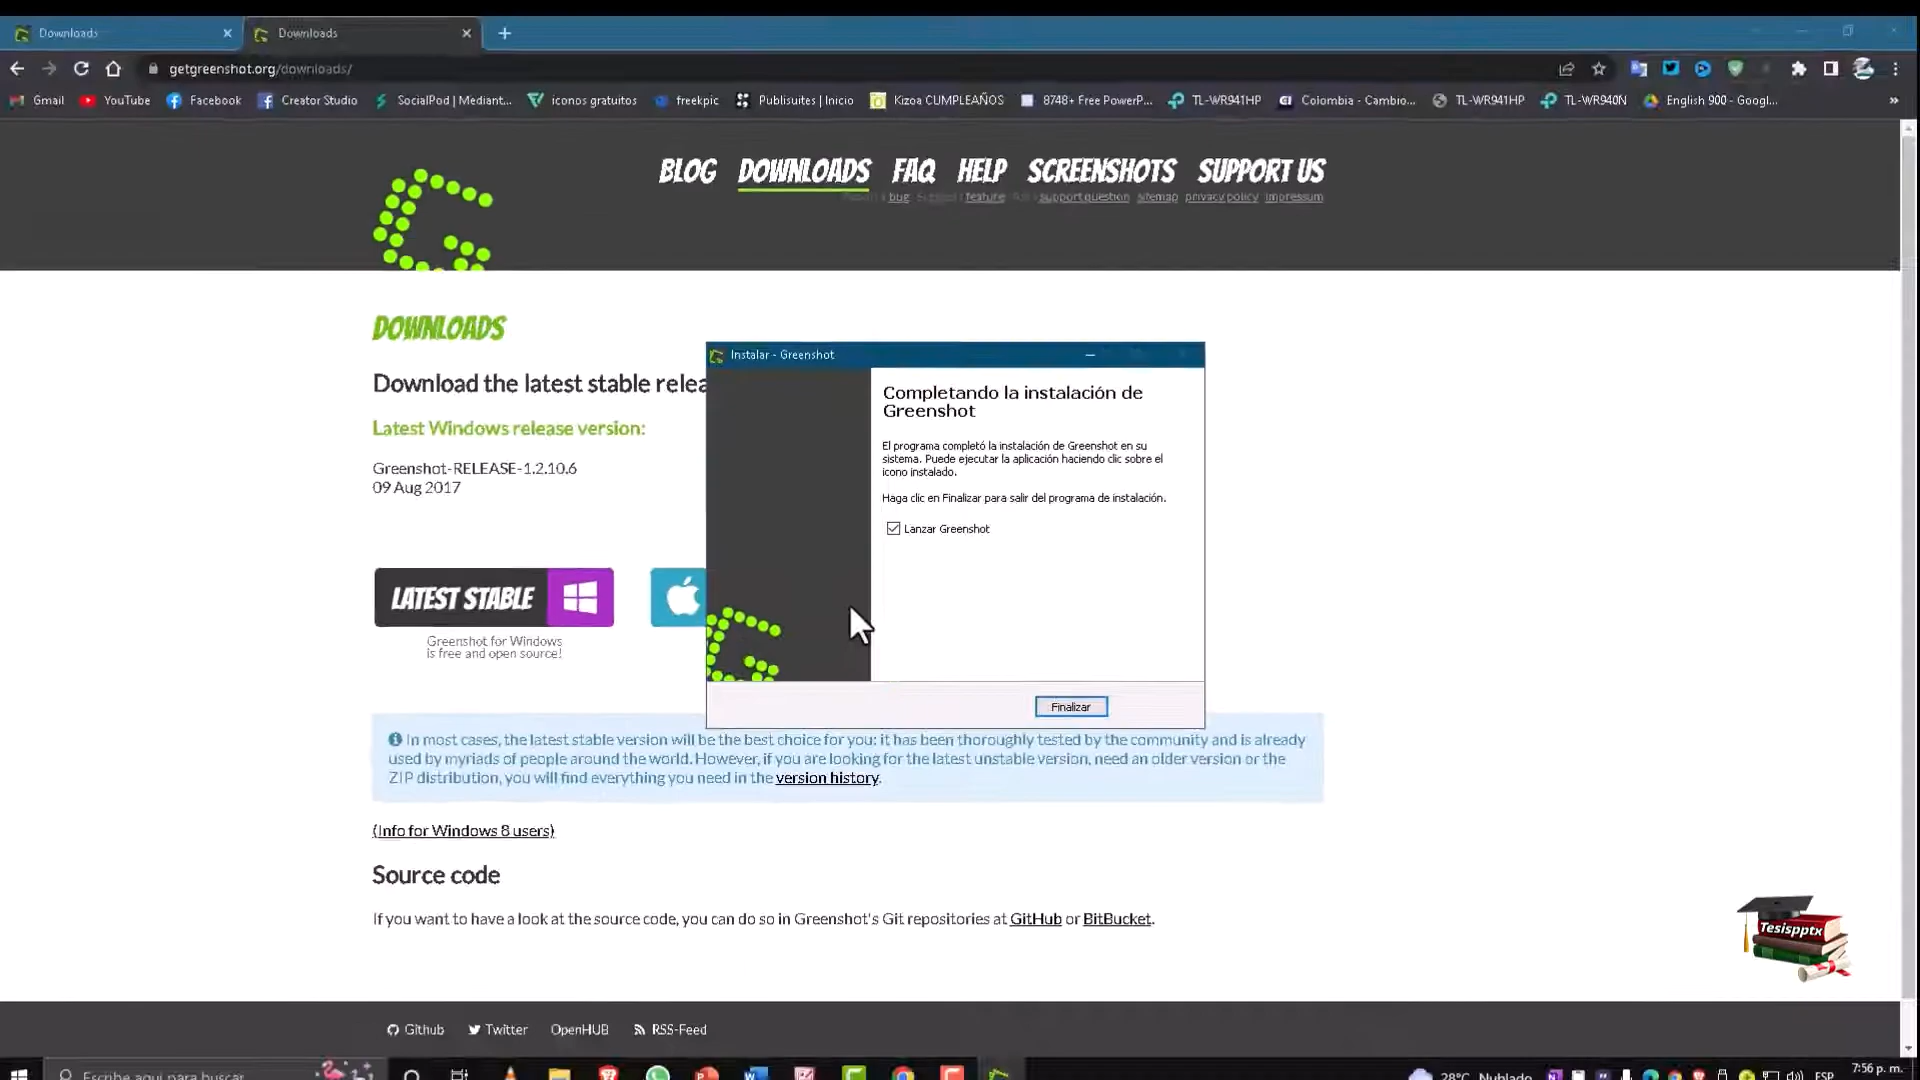 Downloads
Downloads
getgreenshot.org/downloads/
Gmail YouTube Facebook Creator Studio SocialPod | Mediant... iconos gratuitos freekpic Publisuites | Inicio Kizoa CUMPLEAÑOS 8748+ Free PowerP... TL-WR941HP Colombia - Cambio... TL-WR941HP TL-WR940N English 900 - Googl... »
BLOG DOWNLOADS FAQ HELP SCREENSHOTS SUPPORT US
bug feature support question sitemap privacy policy impressum
DOWNLOADS
Download the latest stable relea
Latest Windows release version:
Greenshot-RELEASE-1.2.10.6
09 Aug 2017
LATEST STABLE
Greenshot for Windows
is free and open source!
Instalar - Greenshot
Completando la instalación de
Greenshot
El programa completó la instalación de Greenshot en su
sistema. Puede ejecutar la aplicación haciendo clic sobre el
icono instalado.
Haga clic en Finalizar para salir del programa de instalación.
Lanzar Greenshot
Finalizar
In most cases, the latest stable version will be the best choice for you: it has been thoroughly tested by the community and is already
used by myriads of people around the world. However, if you are looking for the latest unstable version, need an older version or the
ZIP distribution, you will find everything you need in the version history.
(Info for Windows 8 users)
Source code
If you want to have a look at the source code, you can do so in Greenshot's Git repositories at GitHub or BitBucket.
Tesispptx
Github Twitter OpenHUB RSS-Feed
Escribe aquí para buscar
28°C Nublado
ESP
7:56 p. m.